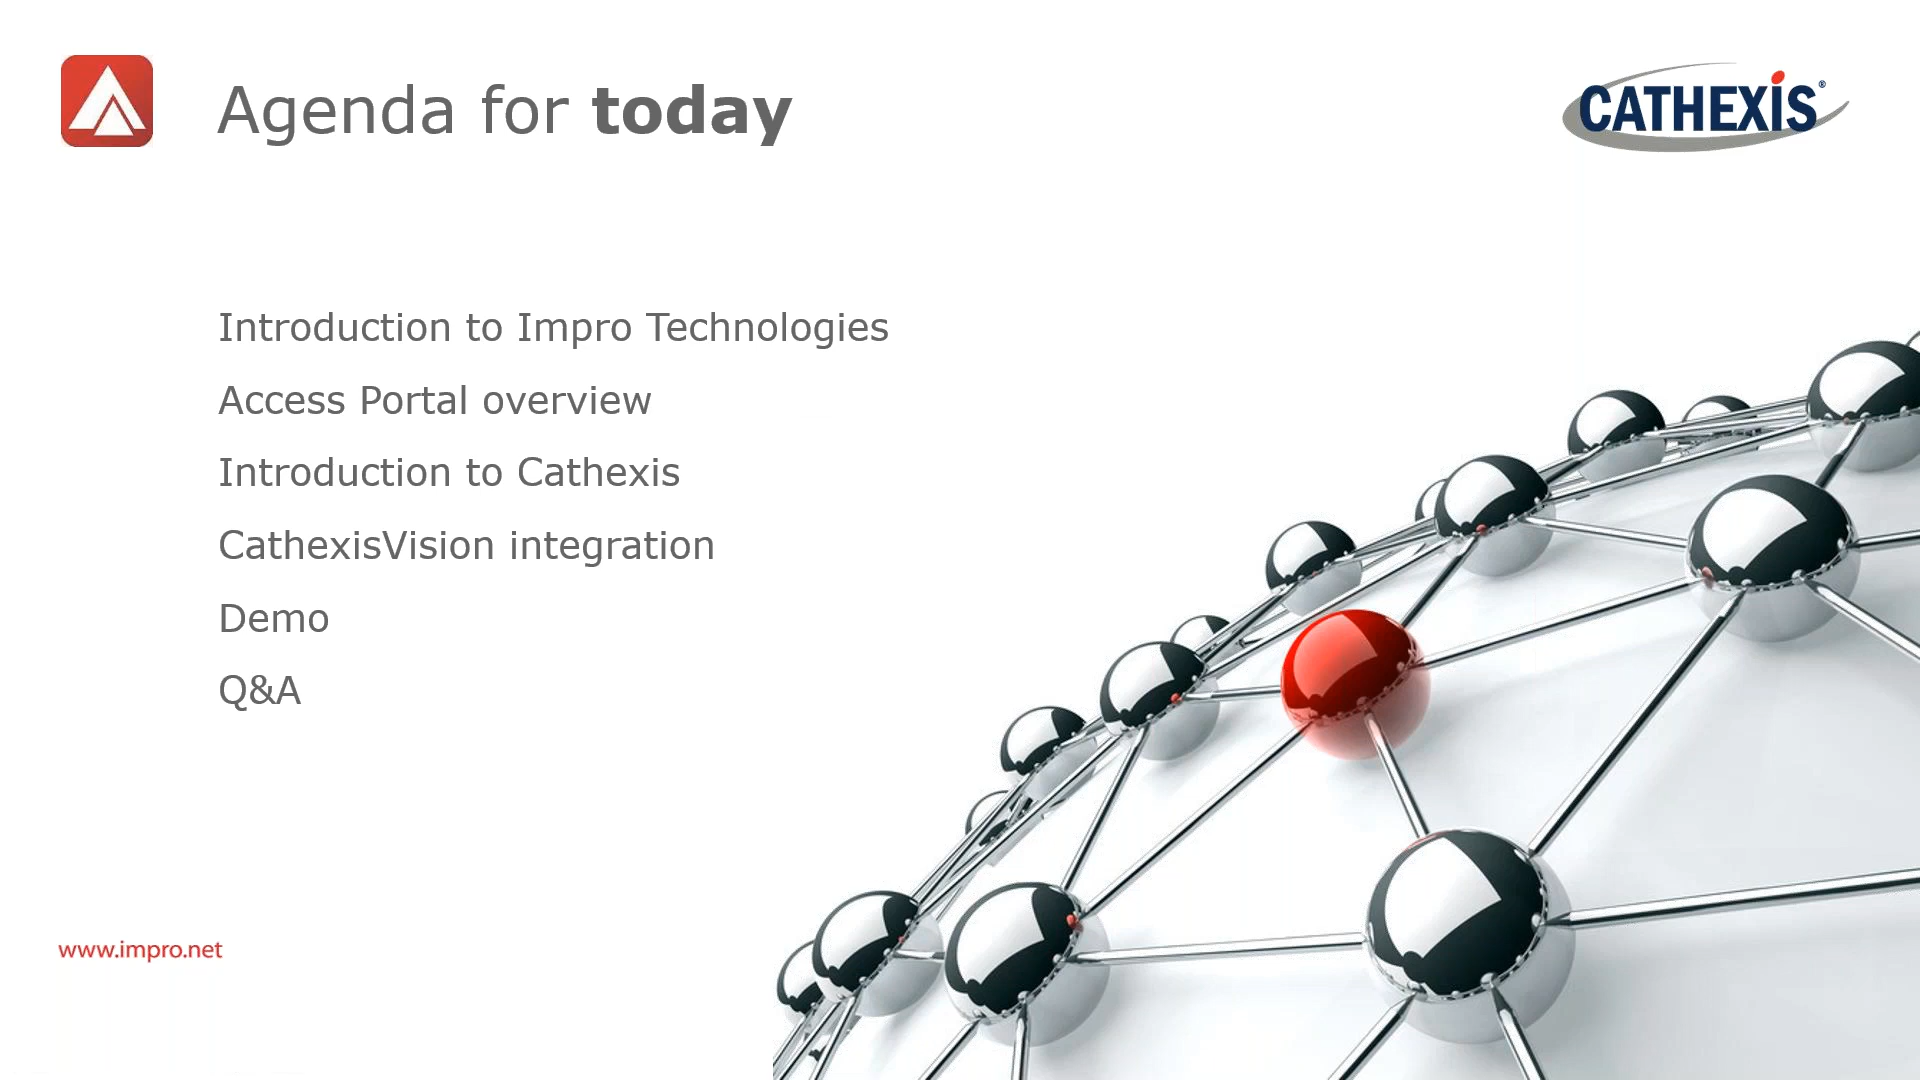 Agenda for today
CATHEXIS®
Introduction to Impro Technologies
Access Portal overview
Introduction to Cathexis
CathexisVision integration
Demo
Q&A
www.impro.net